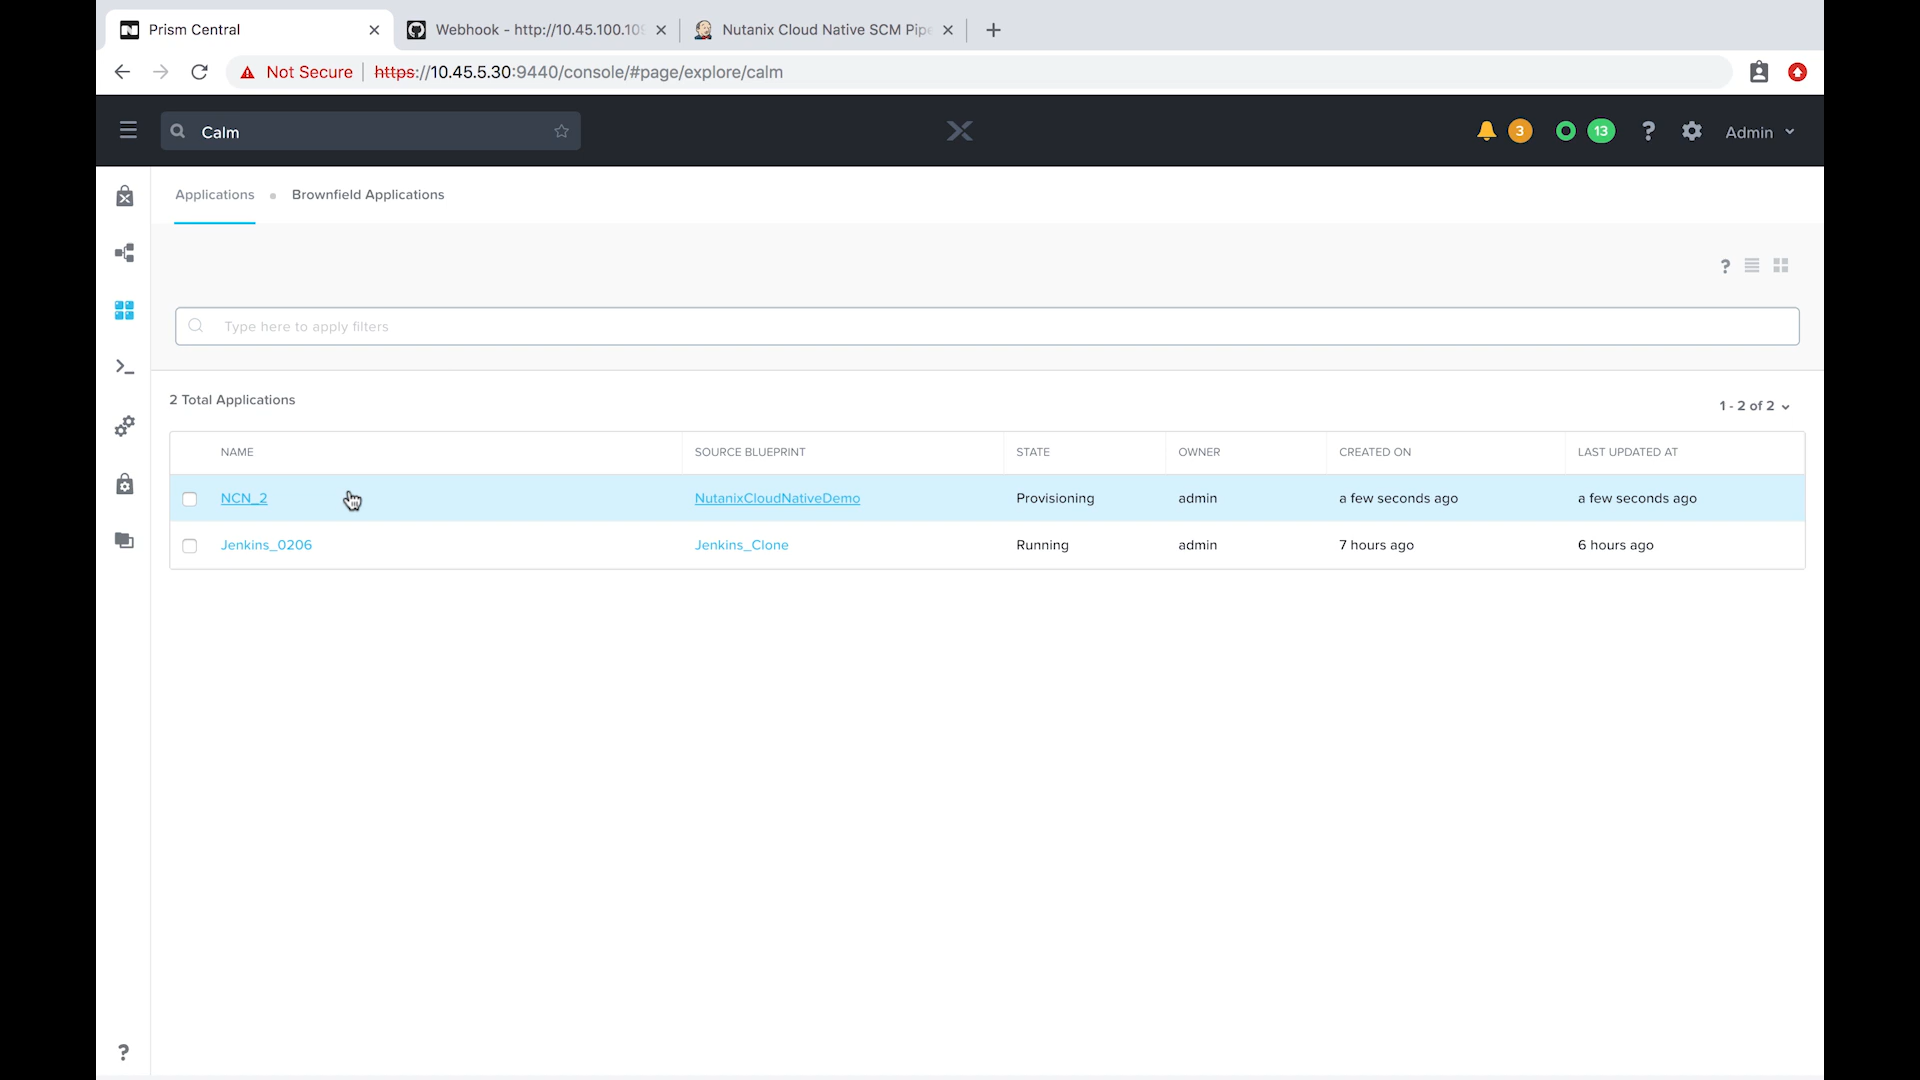 Prism Central
Webhook - http://10.45.100.109
Nutanix Cloud Native SCM Pipe
Not Secure
https://10.45.5.30:9440/console/#page/explore/calm
Calm
3
13
?
Admin
Applications
Brownfield Applications
?
Type here to apply filters
2 Total Applications
1 - 2 of 2
NAME SOURCE BLUEPRINT STATE OWNER CREATED ON LAST UPDATED AT
NCN_2 NutanixCloudNativeDemo Provisioning admin a few seconds ago a few seconds ago
Jenkins_0206 Jenkins_Clone Running admin 7 hours ago 6 hours ago
?